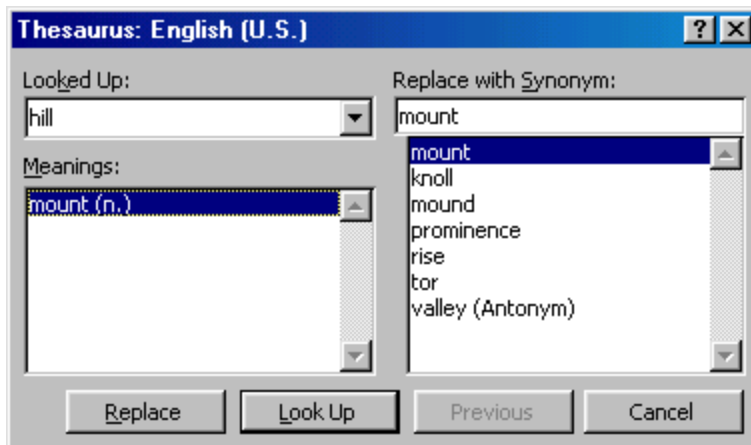 Thesaurus: English (U.S.)
Looked Up:
hill
Meanings:
mount (n.)
Replace with Synonym:
mount
mount
knoll
mound
prominence
rise
tor
valley (Antonym)
Replace
Look Up
Previous
Cancel